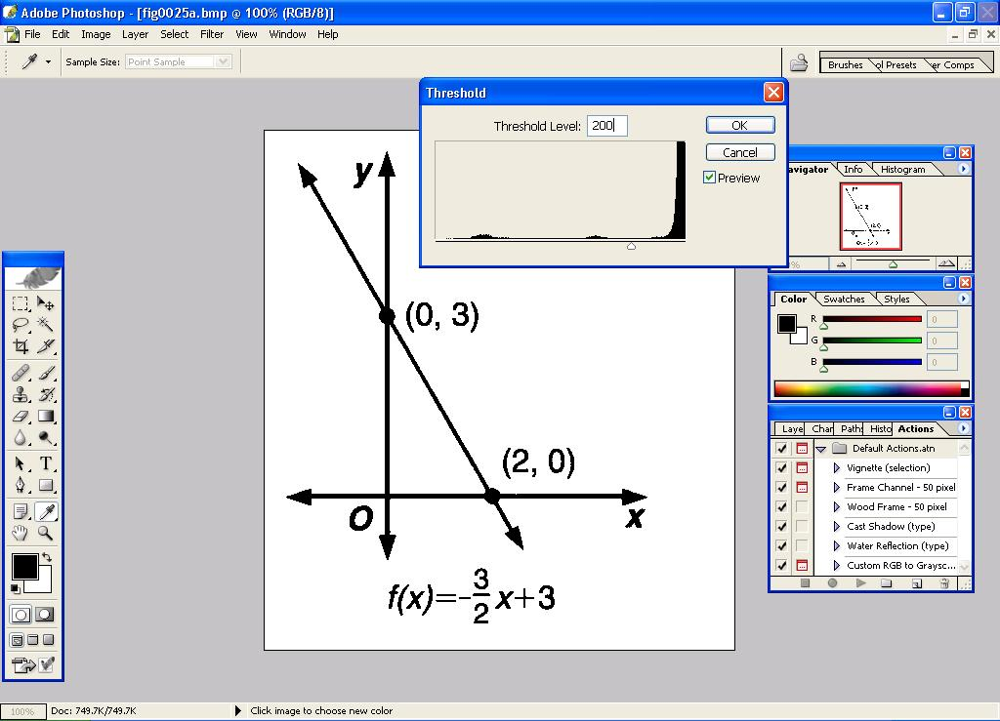 Adobe Photoshop - [fig0025a.bmp @ 100% (RGB/8)]
File Edit Image Layer Select Filter View Window Help
Sample Size: Point Sample
Brushes ol Presets er Comps
Threshold
Threshold Level: 200
OK
Cancel
Preview
avigator Info Histogram
%
y
(0, 3)
(2, 0)
O
x
f(x)=-3/2 x+3
Color Swatches Styles
R 0
G 0
B 0
Laye Char Paths Histo Actions
Default Actions.atn
Vignette (selection)
Frame Channel - 50 pixel
Wood Frame - 50 pixel
Cast Shadow (type)
Water Reflection (type)
Custom RGB to Graysc...
T
100% Doc: 749.7K/749.7K Click image to choose new color